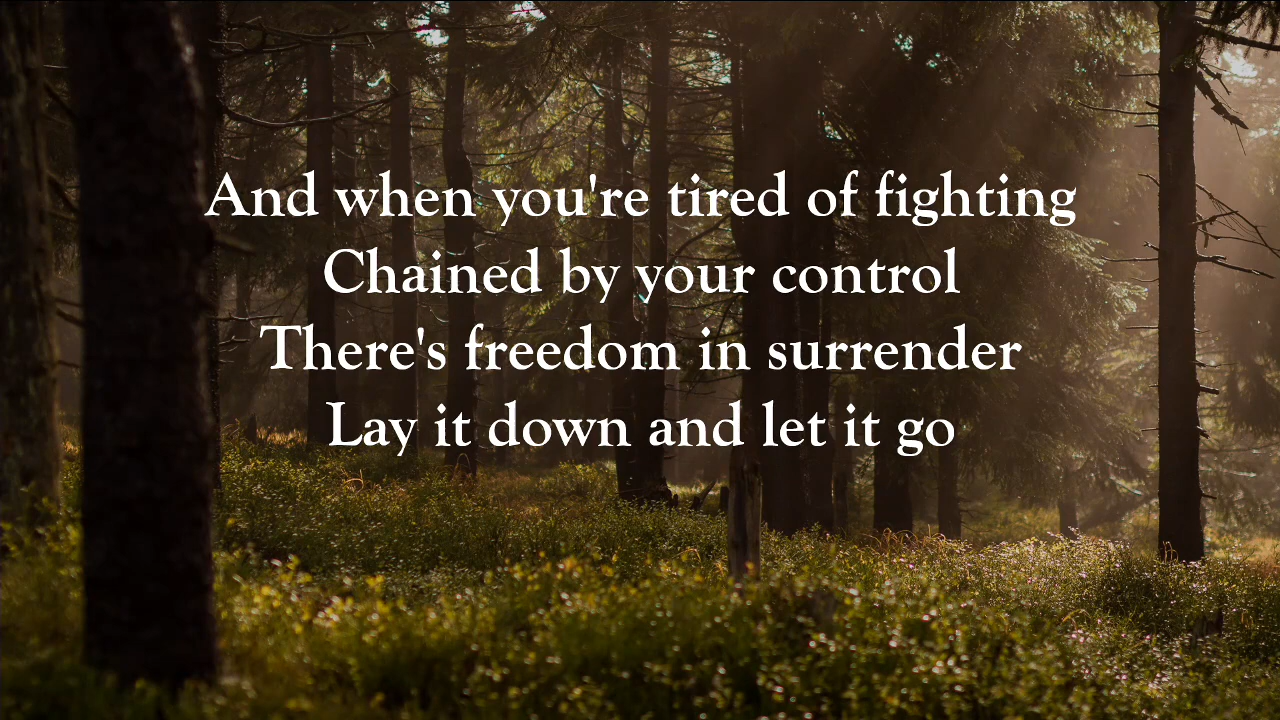 And when you're tired of fighting
Chained by your control
There's freedom in surrender
Lay it down and let it go